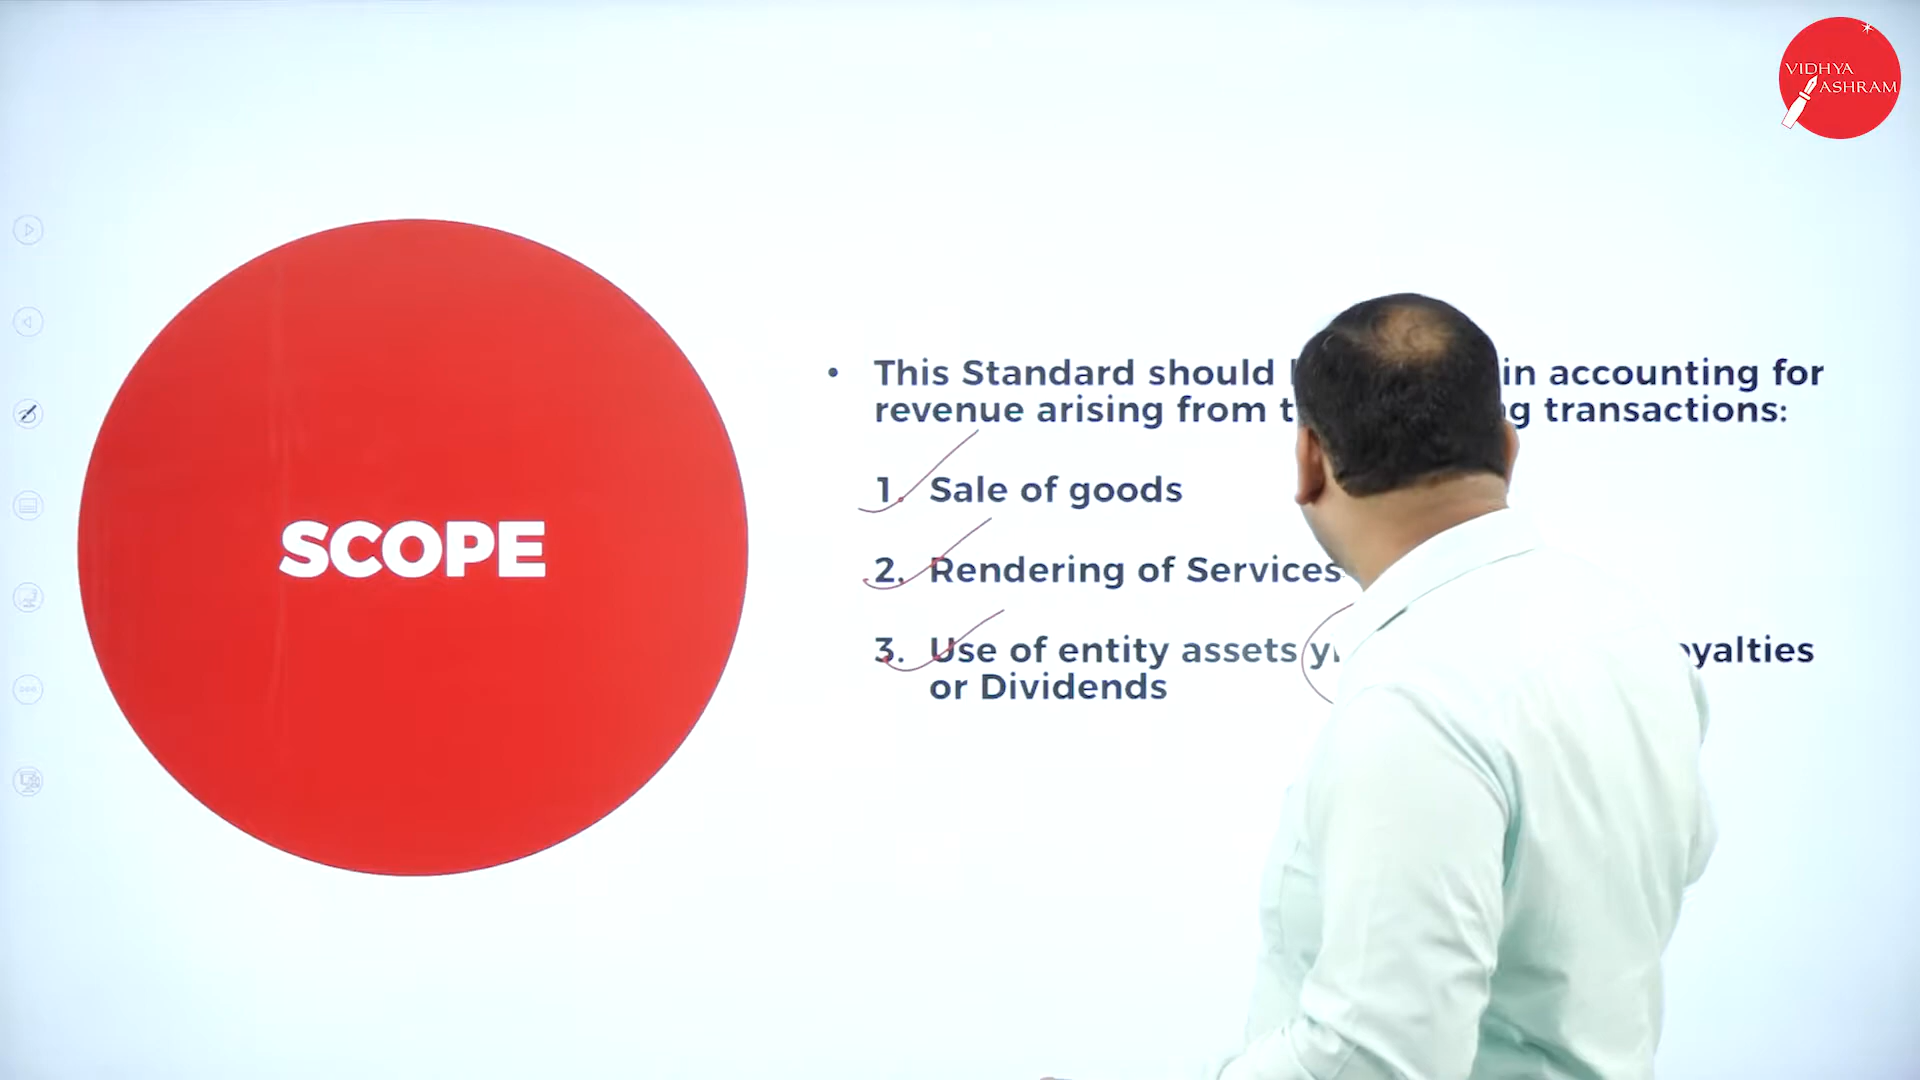 VIDHYA
ASHRAM
• This Standard should in accounting for
revenue arising from transactions:
1. Sale of goods
SCOPE
2. Rendering of Services
3. Use of entity assets
or Dividends